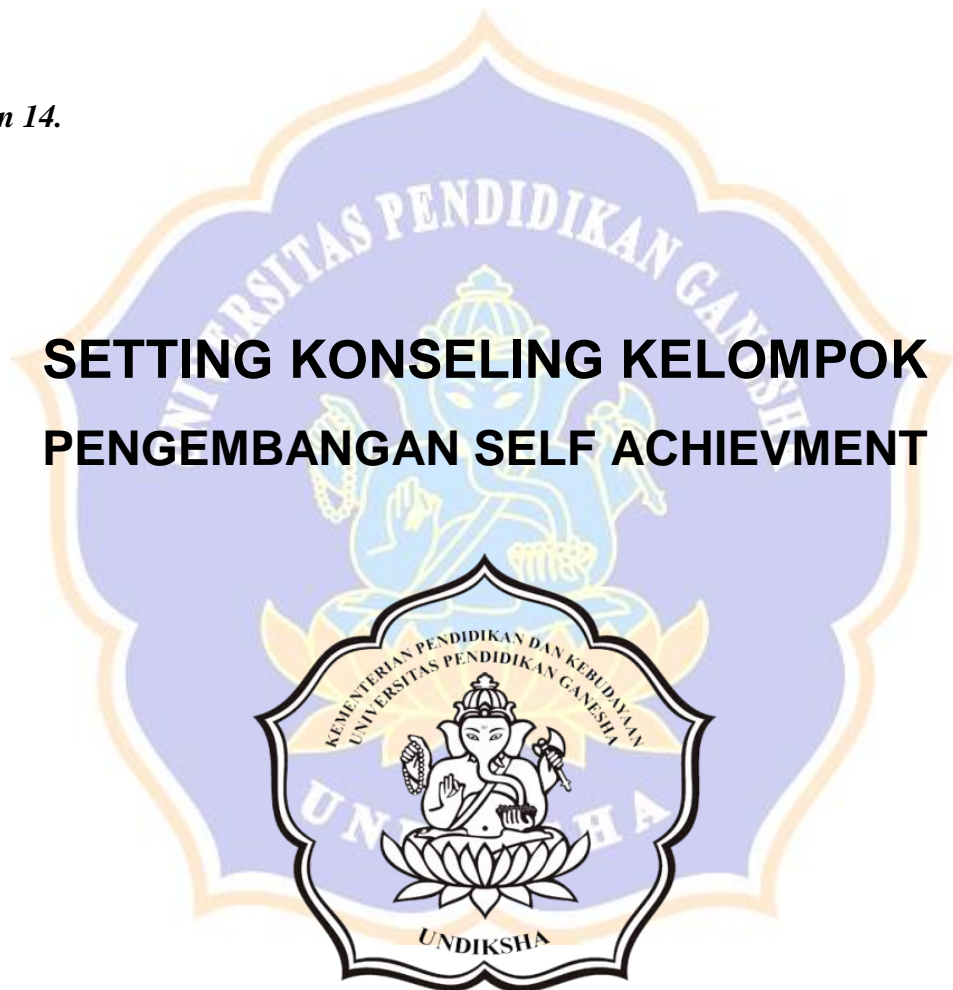 n 14.
UNIVERSITAS PENDIDIKAN GANESHA
SETTING KONSELING KELOMPOK
PENGEMBANGAN SELF ACHIEVMENT
KEMENTERIAN PENDIDIKAN DAN KEBUDAYAAN
UNIVERSITAS PENDIDIKAN GANESHA
UNDIKSHA
UNDIKSHA